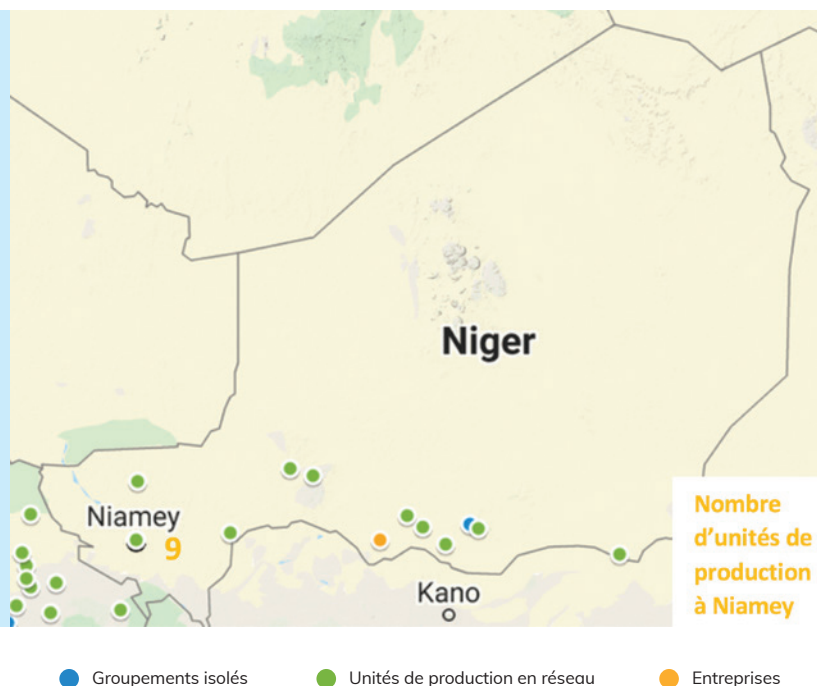 Niger
Niamey
9
Kano
Nombre
d’unités de
production
à Niamey
Groupements isolés
Unités de production en réseau
Entreprises